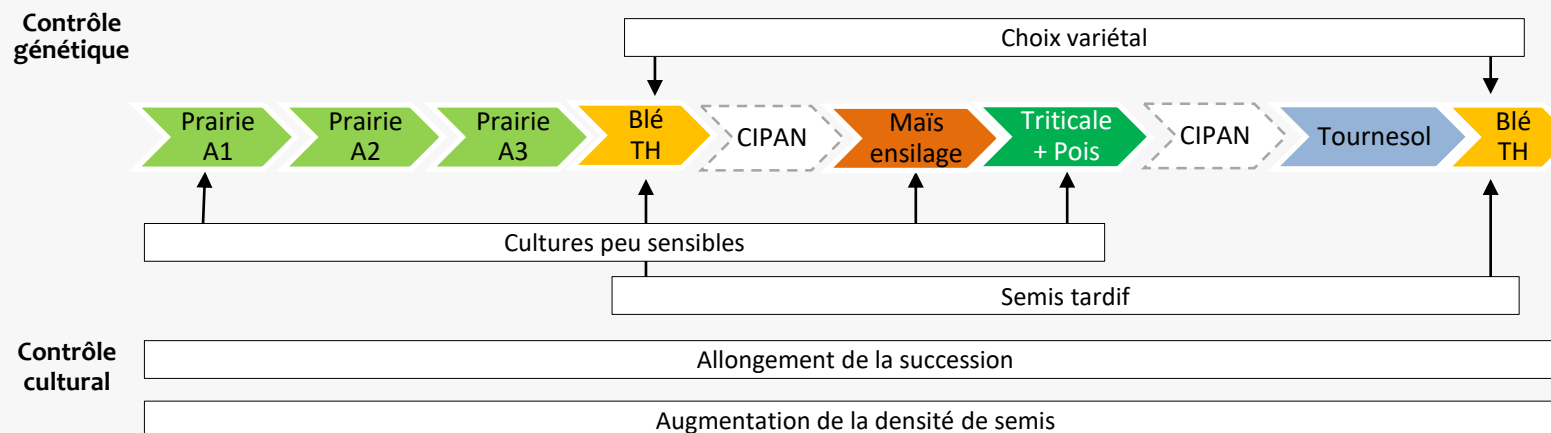 Contrôle
génétique
Choix variétal
Prairie
A1
Prairie
A2
Prairie
A3
Blé
TH
CIPAN
Maïs
ensilage
Triticale
+ Pois
CIPAN
Tournesol
Blé
TH
Cultures peu sensibles
Semis tardif
Contrôle
cultural
Allongement de la succession
Augmentation de la densité de semis